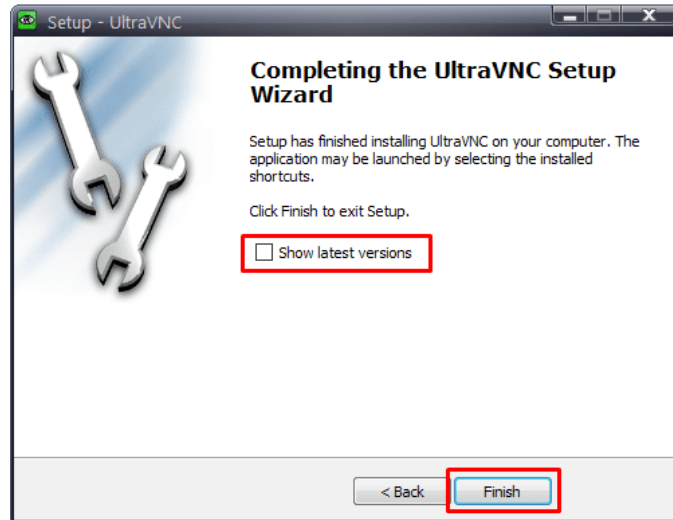 Setup - UltraVNC
Completing the UltraVNC Setup
Wizard
Setup has finished installing UltraVNC on your computer. The
application may be launched by selecting the installed
shortcuts.
Click Finish to exit Setup.
Show latest versions
< Back
Finish